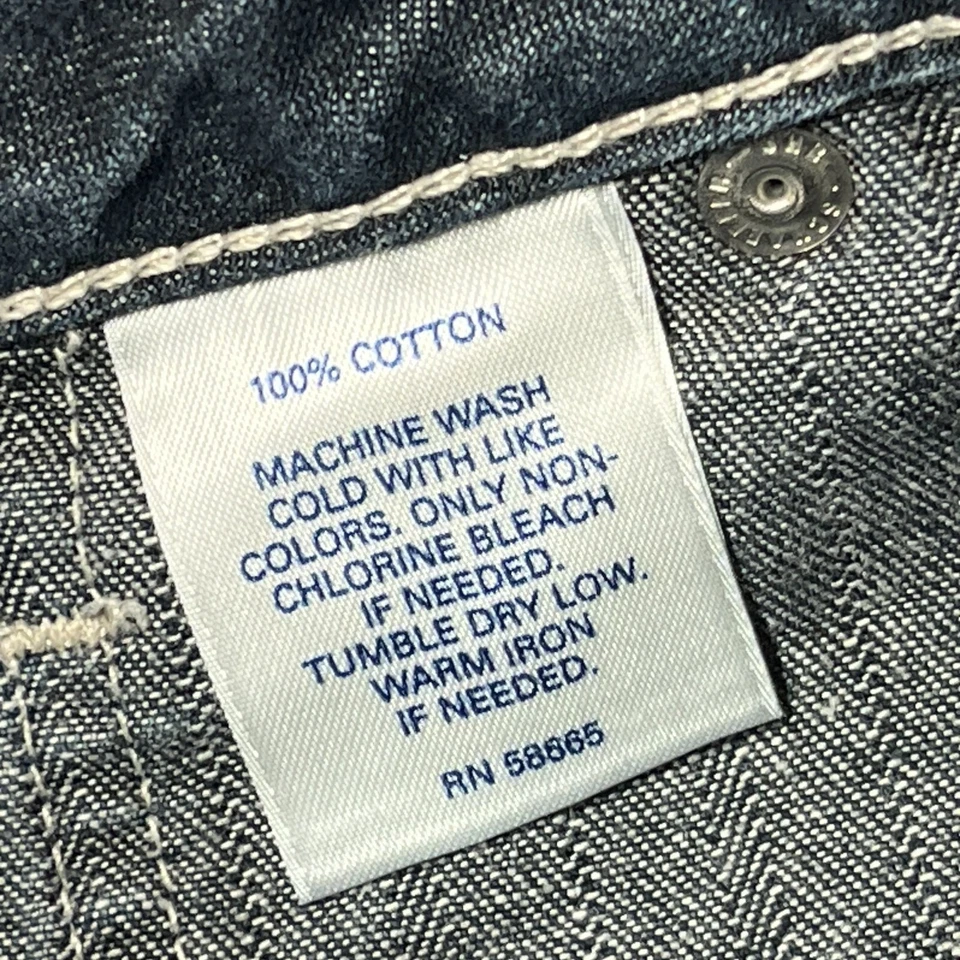 100% COTTON
MACHINE WASH
COLD WITH LIKE
COLORS. ONLY NON-
CHLORINE BLEACH
IF NEEDED.
TUMBLE DRY LOW.
WARM IRON
IF NEEDED.
RN 58665